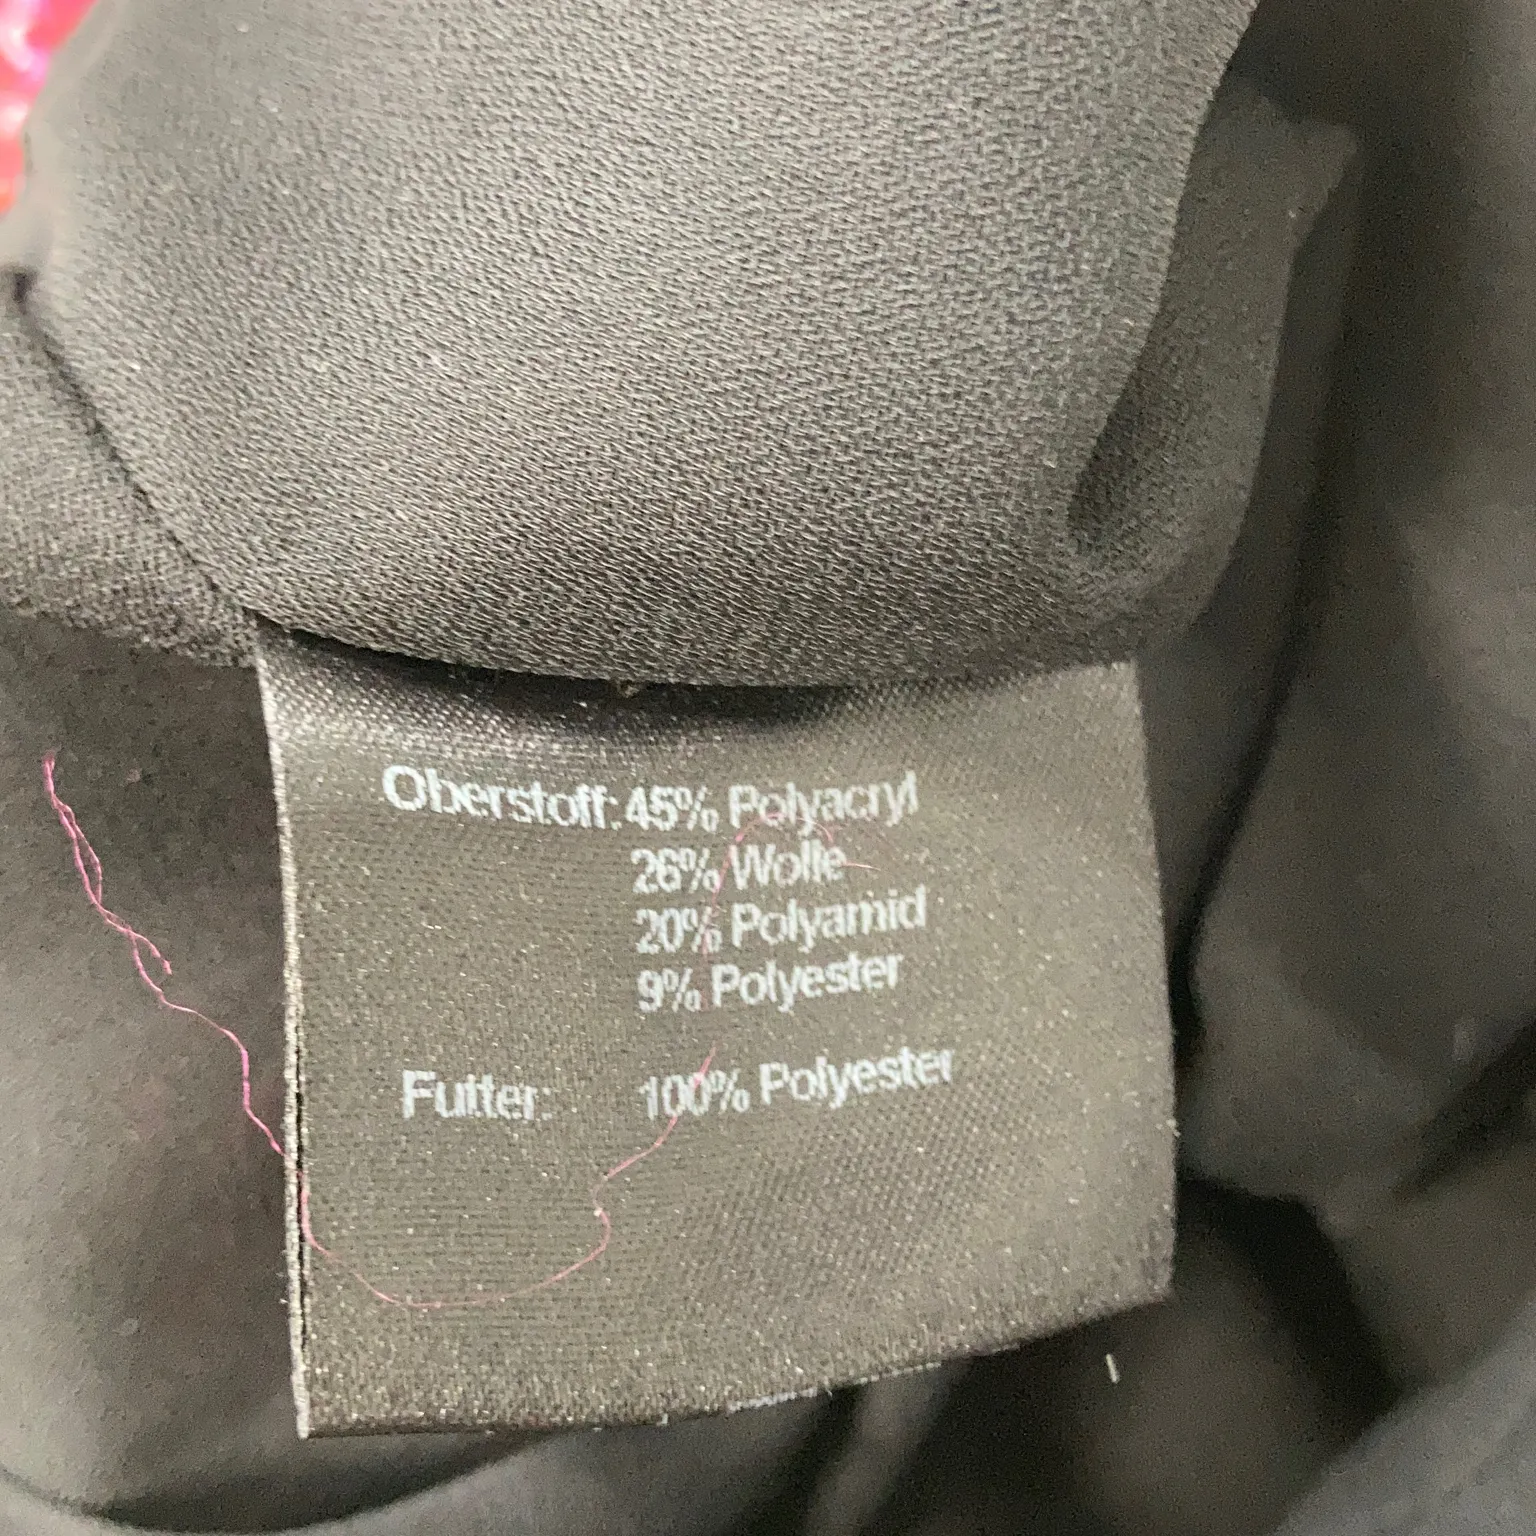 Oberstoff: 45% Polyacryl
26% Wolle
20% Polyamid
9% Polyester
Futter: 100% Polyester